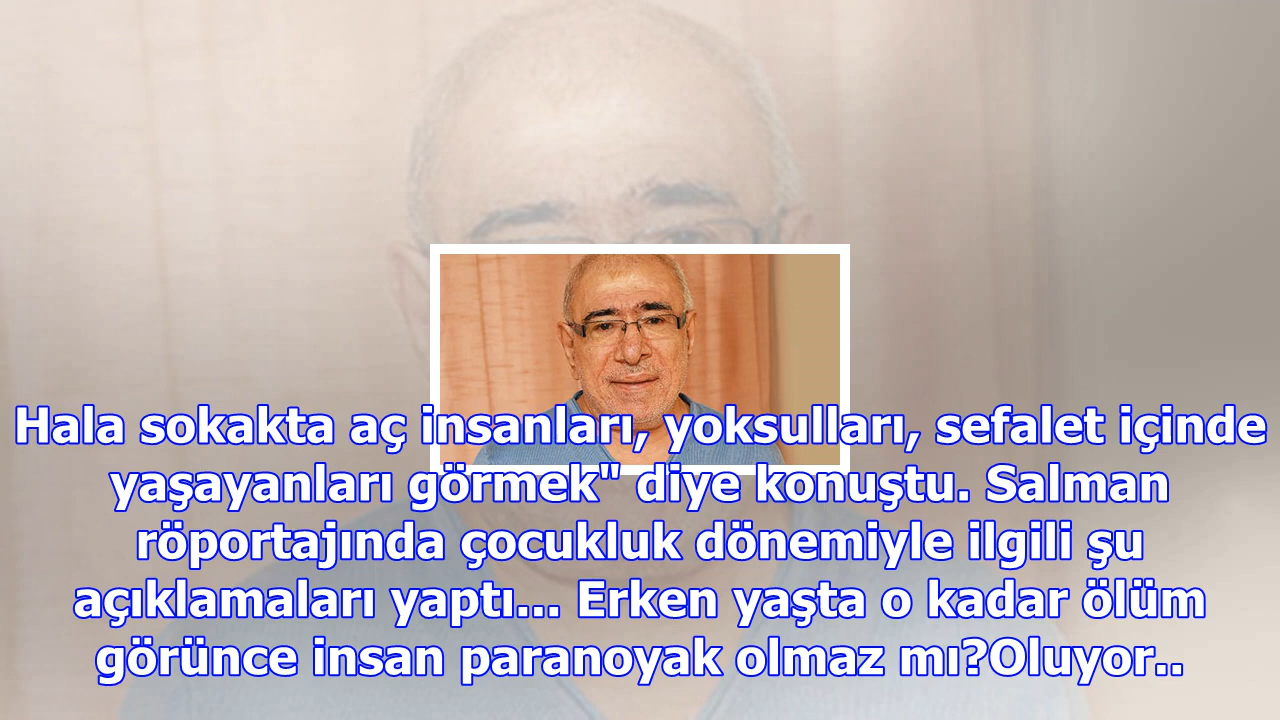 Hala sokakta aç insanları, yoksulları, sefalet içinde
yaşayanları görmek" diye konuştu. Salman
röportajında çocukluk dönemiyle ilgili şu
açıklamaları yaptı... Erken yaşta o kadar ölüm
görünce insan paranoyak olmaz mı?Oluyor..